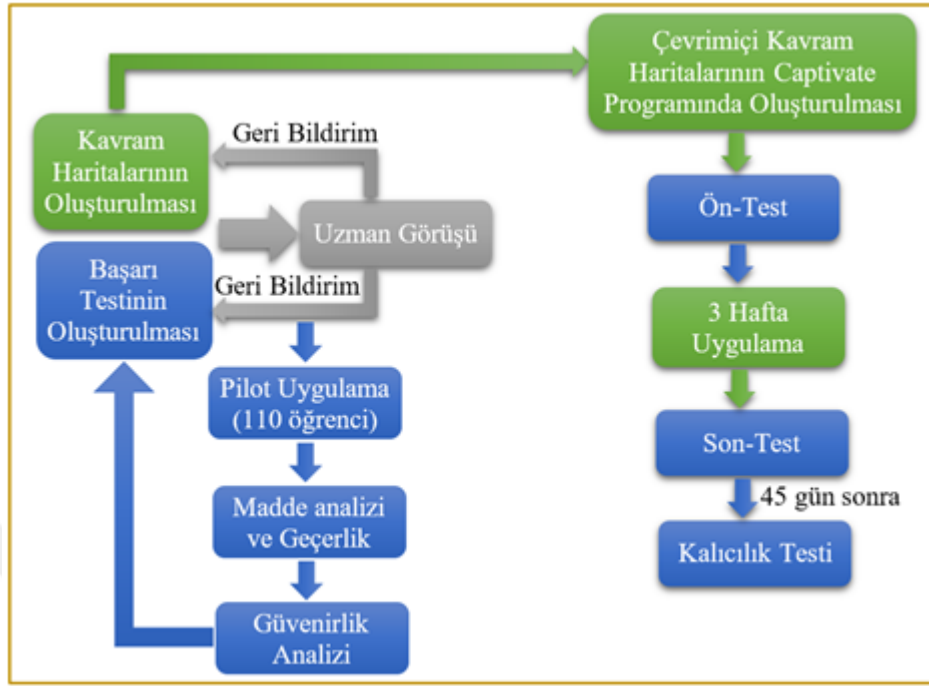 Kavram
Haritalarının
Oluşturulması
Geri Bildirim
Uzman Görüşü
Başarı
Testinin
Oluşturulması
Geri Bildirim
Pilot Uygulama
(110 öğrenci)
Madde analizi
ve Geçerlik
Güvenirlik
Analizi
Çevrimiçi Kavram
Haritalarının Captivate
Programında Oluşturulması
Ön-Test
3 Hafta
Uygulama
Son-Test
45 gün sonra
Kalıcılık Testi